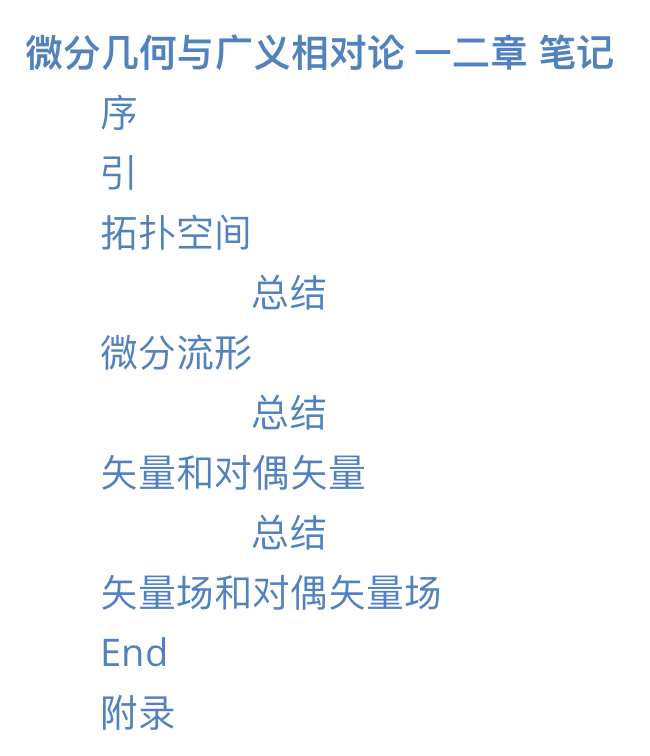 微分几何与广义相对论 一二章 笔记
序
引
拓扑空间
总结
微分流形
总结
矢量和对偶矢量
总结
矢量场和对偶矢量场
End
附录